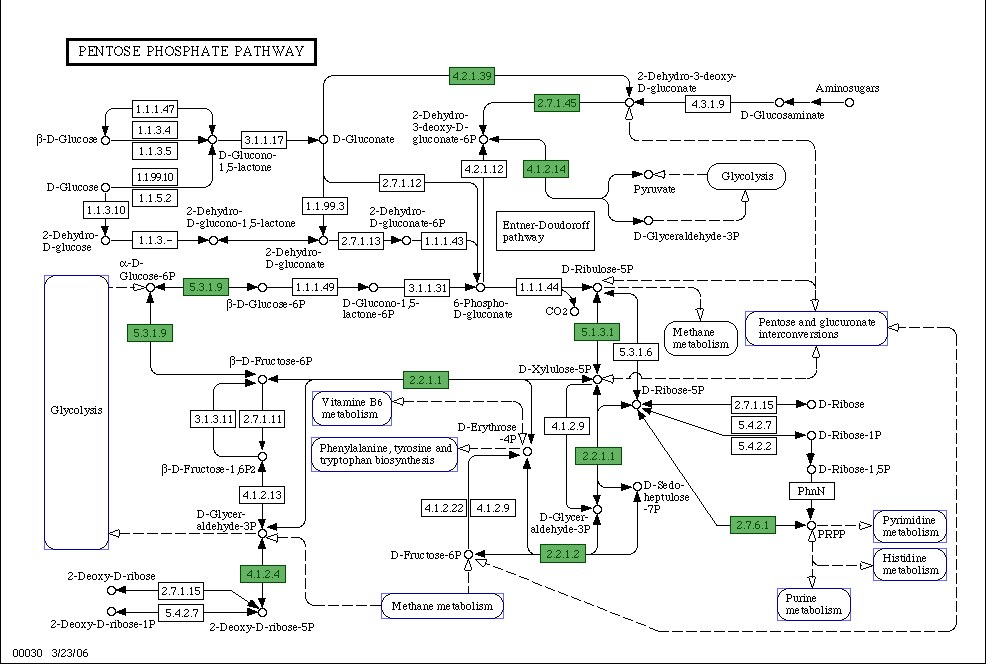 PENTOSE PHOSPHATE PATHWAY
4.2.1.39
2-Dehydro-3-deoxy-
D-gluconate
Aminosugars
2.7.1.45
4.3.1.9
D-Glucosaminate
1.1.1.47
1.1.3.4
1.1.3.5
β-D-Glucose
3.1.1.17
D-Glucono-
1,5-lactone
D-Gluconate
2-Dehydro-
3-deoxy-D-
gluconate-6P
4.2.1.12
4.1.2.14
1.1.99.10
1.1.5.2
D-Glucose
2.7.1.12
Pyruvate
Glycolysis
1.1.3.10
1.1.99.3
2-Dehydro-
D-glucono-1,5-lactone
2-Dehydro-
D-gluconate-6P
Entner-Doudoroff
pathway
D-Glyceraldehyde-3P
2-Dehydro-
D-glucose
1.1.3.-
2.7.1.13
1.1.1.43
2-Dehydro-
D-gluconate
α-D-
Glucose-6P
D-Ribulose-5P
5.3.1.9
1.1.1.49
3.1.1.31
1.1.1.44
β-D-Glucose-6P
D-Glucono-1,5-
lactone-6P
6-Phospho-
D-gluconate
CO2
5.3.1.9
5.3.1.1
Methane
metabolism
Pentose and glucuronate
interconversions
5.3.1.6
β-D-Fructose-6P
D-Xylulose-5P
2.2.1.1
D-Ribose-5P
Glycolysis
Vitamine B6
metabolism
2.7.1.15
D-Ribose
3.1.3.11
2.7.1.11
D-Erythrose
-4P
4.1.2.9
5.4.2.7
5.4.2.2
D-Ribose-1P
Phenylalanine, tyrosine and
tryptophan biosynthesis
2.2.1.1
β-D-Fructose-1,6P2
D-Ribose-1,5P
4.1.2.13
4.1.2.22
4.1.2.9
D-Sedo-
heptulose
-7P
PhnN
D-Glycer-
aldehyde-3P
D-Glycer-
aldehyde-3P
2.7.6.1
PRPP
Pyrimidine
metabolism
D-Fructose-6P
2.2.1.2
Histidine
metabolism
4.1.2.4
2-Deoxy-D-ribose
2.7.1.15
5.4.2.7
2-Deoxy-D-ribose-1P
2-Deoxy-D-ribose-5P
Methane metabolism
Purine
metabolism
00030 3/23/06